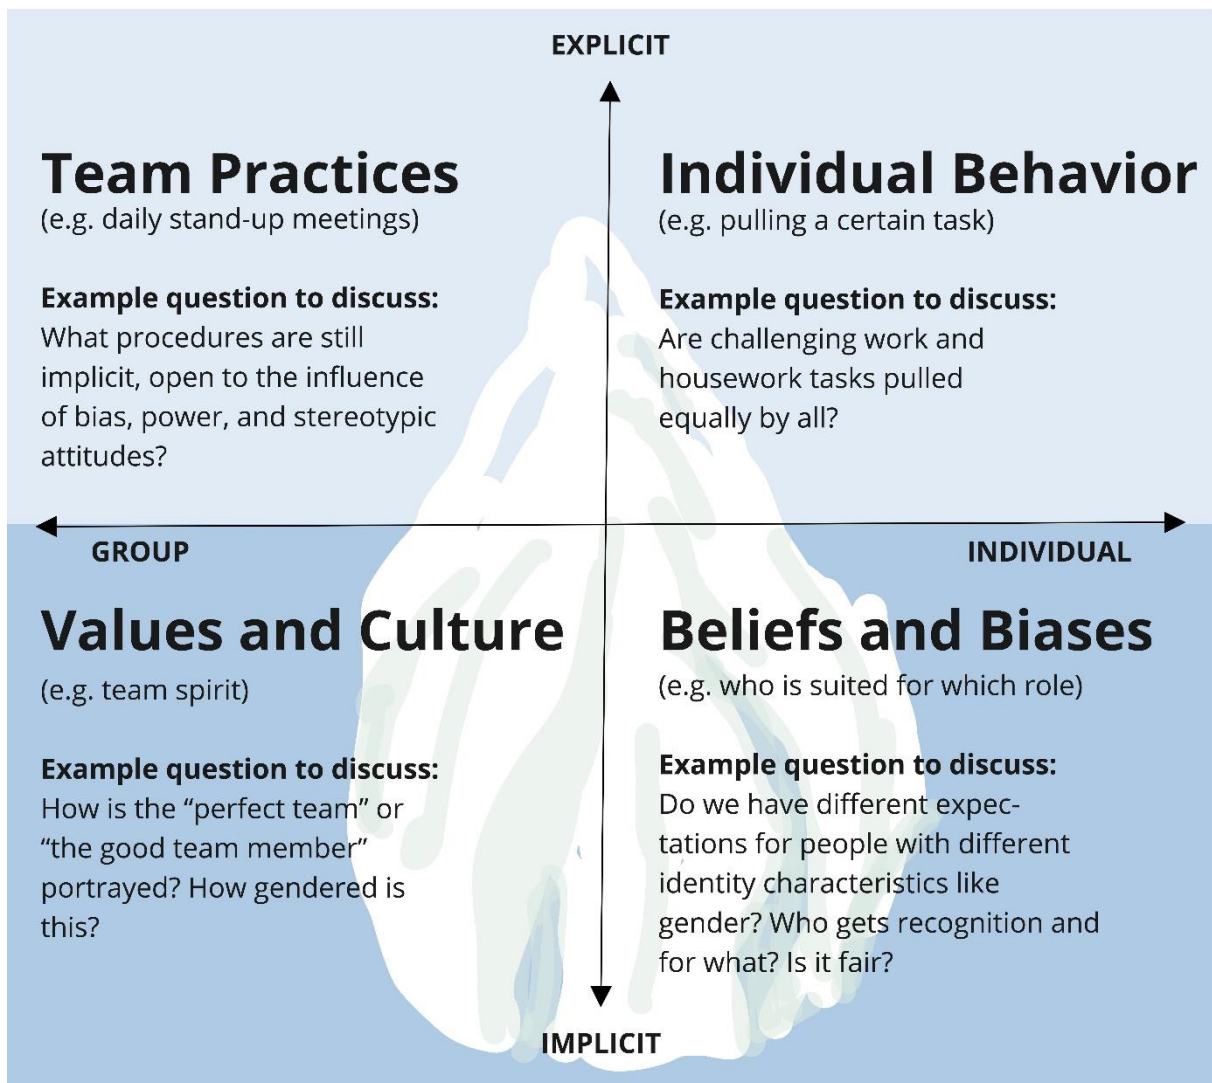 EXPLICIT
Team Practices
(e.g. daily stand-up meetings)
Example question to discuss:
What procedures are still
implicit, open to the influence
of bias, power, and stereotypic
attitudes?
Individual Behavior
(e.g. pulling a certain task)
Example question to discuss:
Are challenging work and
housework tasks pulled
equally by all?
GROUP
INDIVIDUAL
Values and Culture
(e.g. team spirit)
Example question to discuss:
How is the “perfect team” or
“the good team member”
portrayed? How gendered is
this?
Beliefs and Biases
(e.g. who is suited for which role)
Example question to discuss:
Do we have different expec-
tations for people with different
identity characteristics like
gender? Who gets recognition and
for what? Is it fair?
IMPLICIT